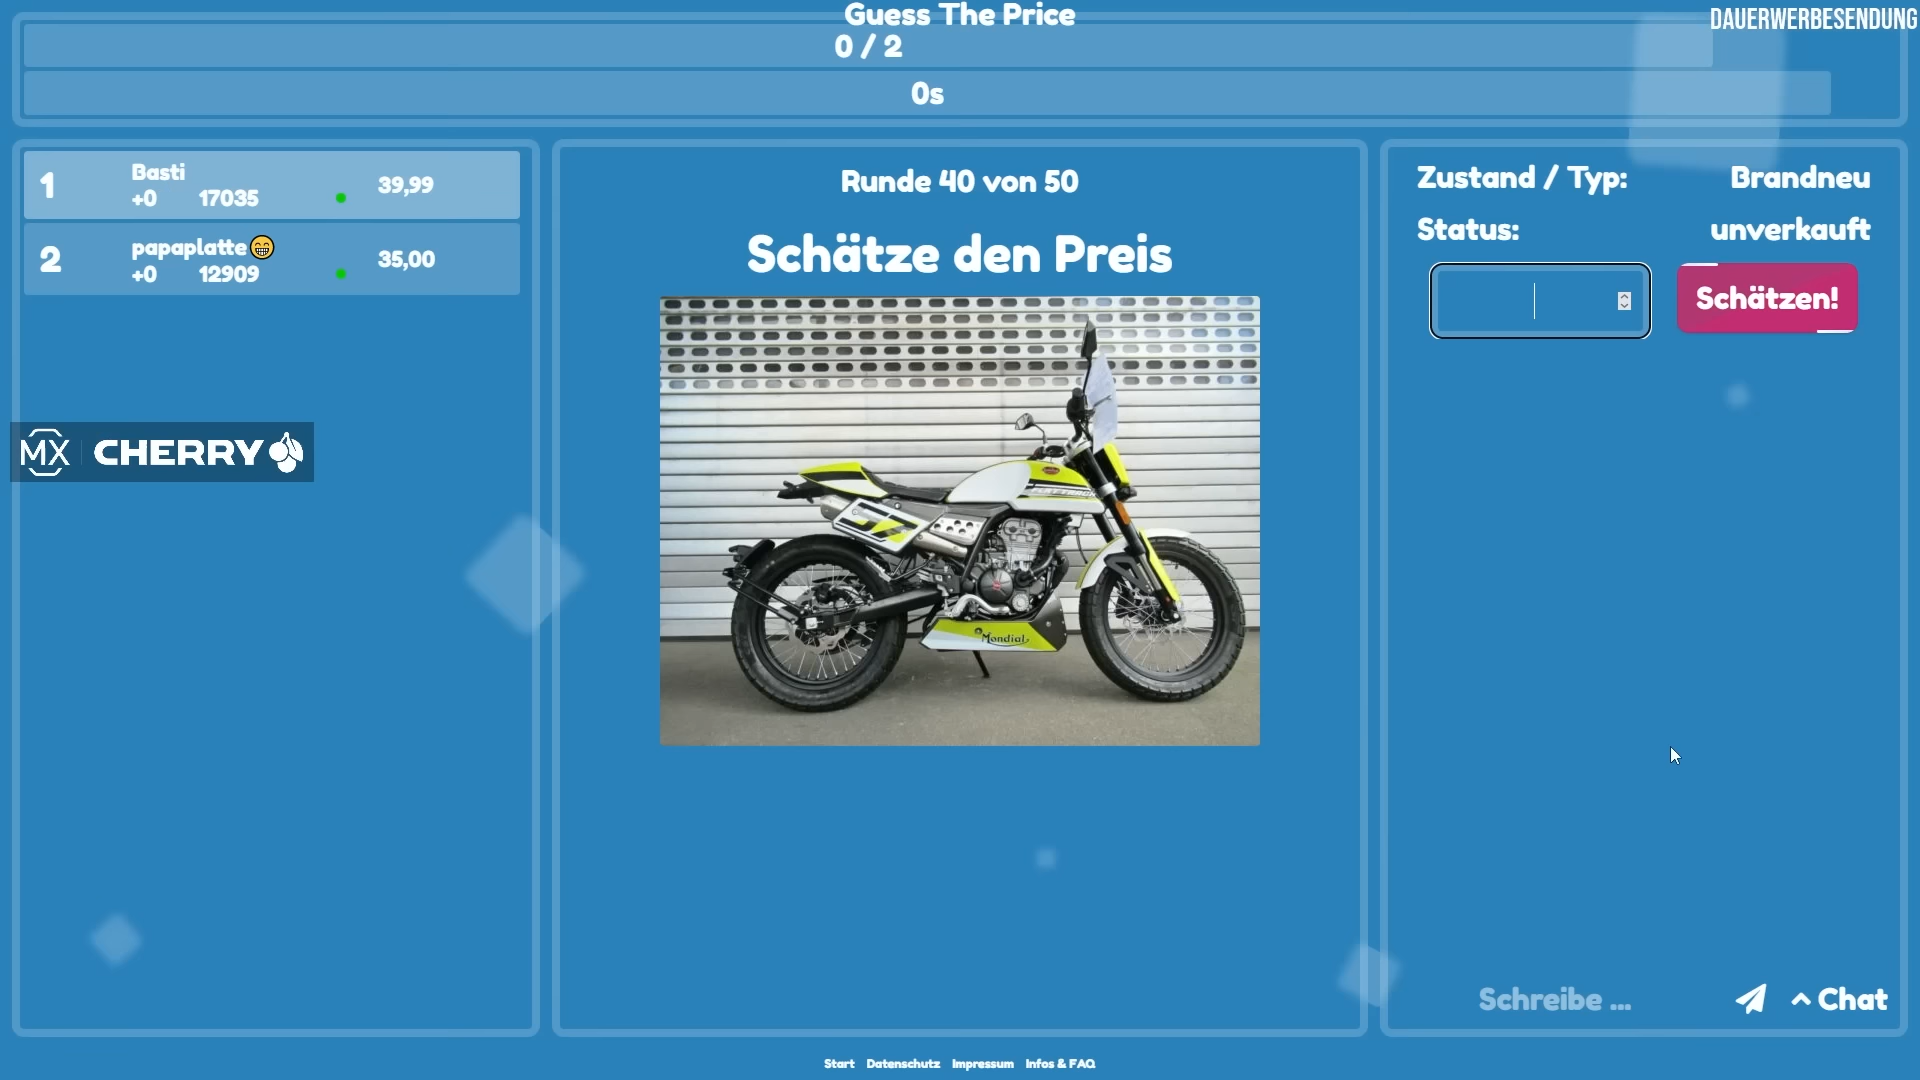 Guess The Price
DAUERWERBESENDUNG
0 / 2
0s
1
Basti
+0 17035
39,99
2
papaplatte😁
+0 12909
35,00
MX CHERRY
Runde 40 von 50
Schätze den Preis
FLAT TRACK
Mondial
Zustand / Typ: Brandneu
Status: unverkauft
Schätzen!
Schreibe ...
Chat
Start Datenschutz Impressum Infos & FAQ